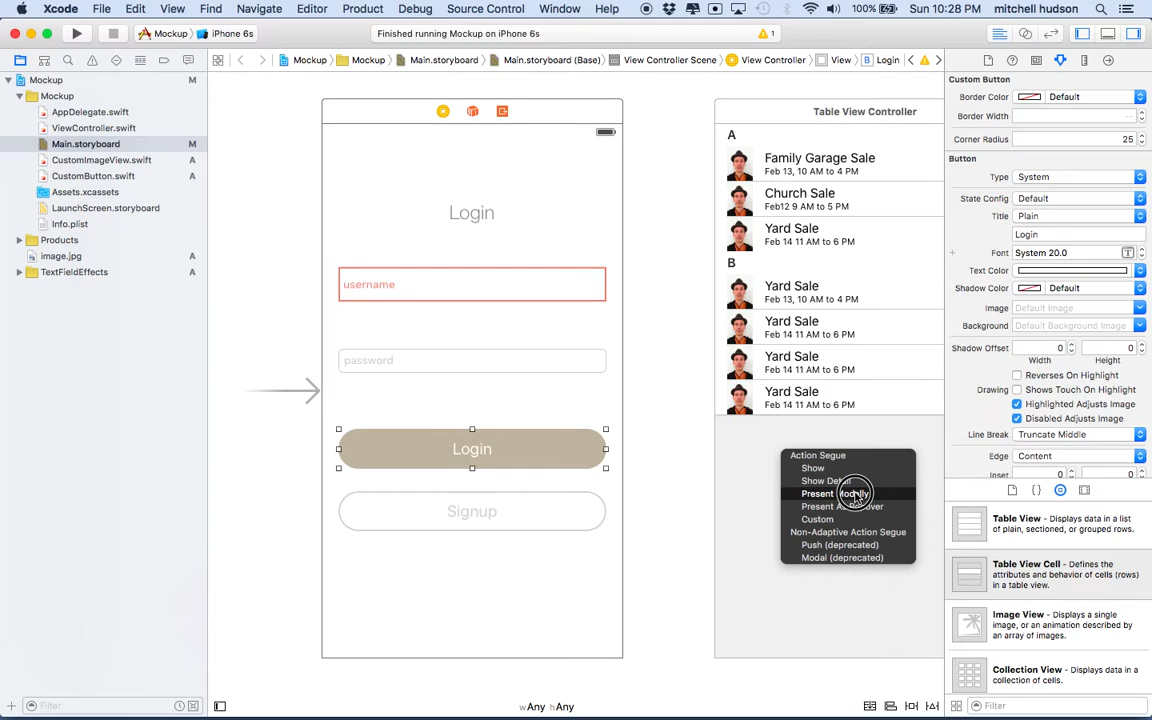 Xcode File Edit View Find Navigate Editor Product Debug Source Control Window Help 100% Sun 10:28 PM mitchell hudson
Mockup iPhone 6s Finished running Mockup on iPhone 6s 1
Mockup Mockup Main.storyboard Main.storyboard (Base) View Controller Scene View Controller View B Login
Mockup M
Mockup
AppDelegate.swift
ViewController.swift
Main.storyboard M
CustomImageView.swift A
CustomButton.swift A
Assets.xcassets
LaunchScreen.storyboard
Info.plist
Products
image.jpg A
TextFieldEffects A
Filter
Login
username
password
Login
Signup
Table View Controller
A
Family Garage Sale
Feb 13, 10 AM to 4 PM
Church Sale
Feb12 9 AM to 5 PM
Yard Sale
Feb 14 11 AM to 6 PM
B
Yard Sale
Feb 13, 10 AM to 4 PM
Yard Sale
Feb 14 11 AM to 6 PM
Yard Sale
Feb 14 11 AM to 6 PM
Yard Sale
Feb 14 11 AM to 6 PM
Action Segue
Show
Show Detail
Present Modally
Present As Popover
Custom
Non-Adaptive Action Segue
Push (deprecated)
Modal (deprecated)
wAny hAny
Custom Button
Border Color Default
Border Width --
Corner Radius 25
Button
Type System
State Config Default
Title Plain
Login
Font System 20.0 T
Text Color
Shadow Color Default
Image Default Image
Background Default Background Image
Shadow Offset 0 0
Width Height
Reverses On Highlight
Drawing Shows Touch On Highlight
Highlighted Adjusts Image
Disabled Adjusts Image
Line Break Truncate Middle
Edge Content
Inset 0 0
Table View - Displays data in a list
of plain, sectioned, or grouped rows.
Table View Cell - Defines the
attributes and behavior of cells (rows)
in a table view.
Image View - Displays a single
image, or an animation described by
an array of images.
Collection View - Displays data in a
collection of cells.
Filter